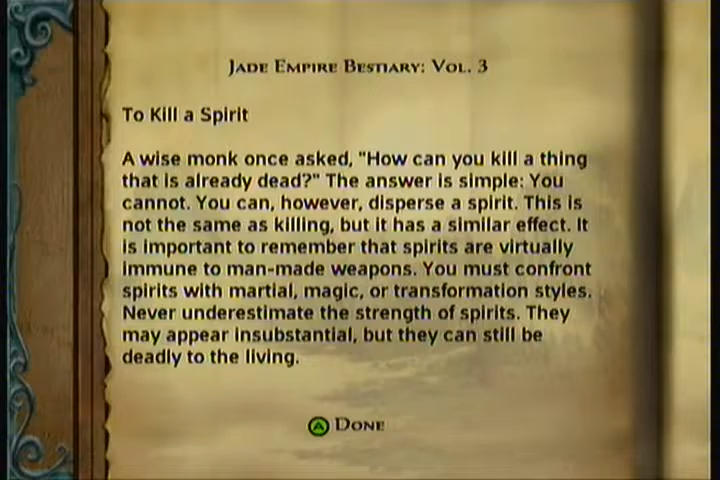 Jade Empire Bestiary: Vol. 3
To Kill a Spirit
A wise monk once asked, "How can you kill a thing
that is already dead?" The answer is simple: You
cannot. You can, however, disperse a spirit. This is
not the same as killing, but it has a similar effect. It
is important to remember that spirits are virtually
immune to man-made weapons. You must confront
spirits with martial, magic, or transformation styles.
Never underestimate the strength of spirits. They
may appear insubstantial, but they can still be
deadly to the living.
A Done